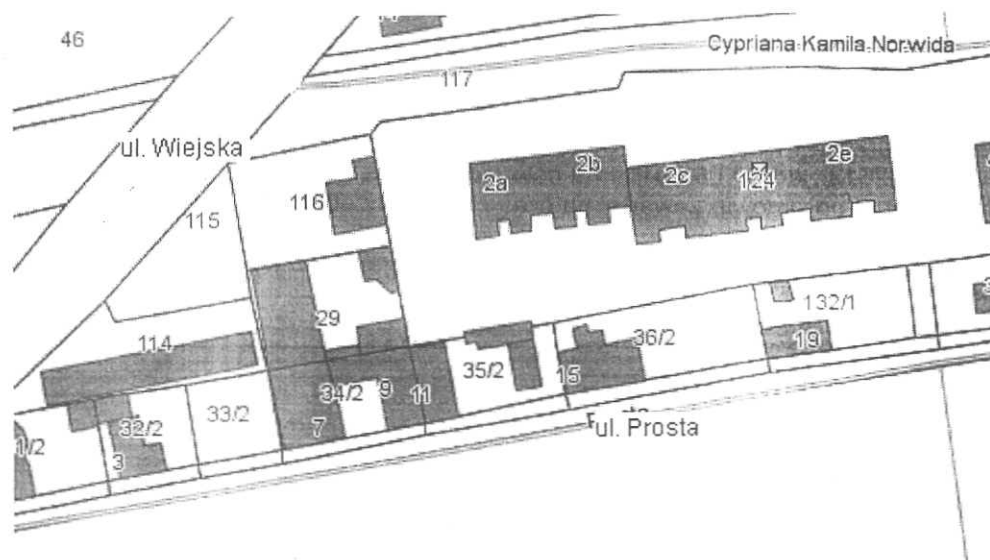 46
Cypriana Kamila Norwida
117
ul. Wiejska
2a
2b
2c
124
2e
116
115
29
132/1
114
36/2
19
35/2
15
34/2
9
11
33/2
32/2
7
ul. Prosta
1/2
3